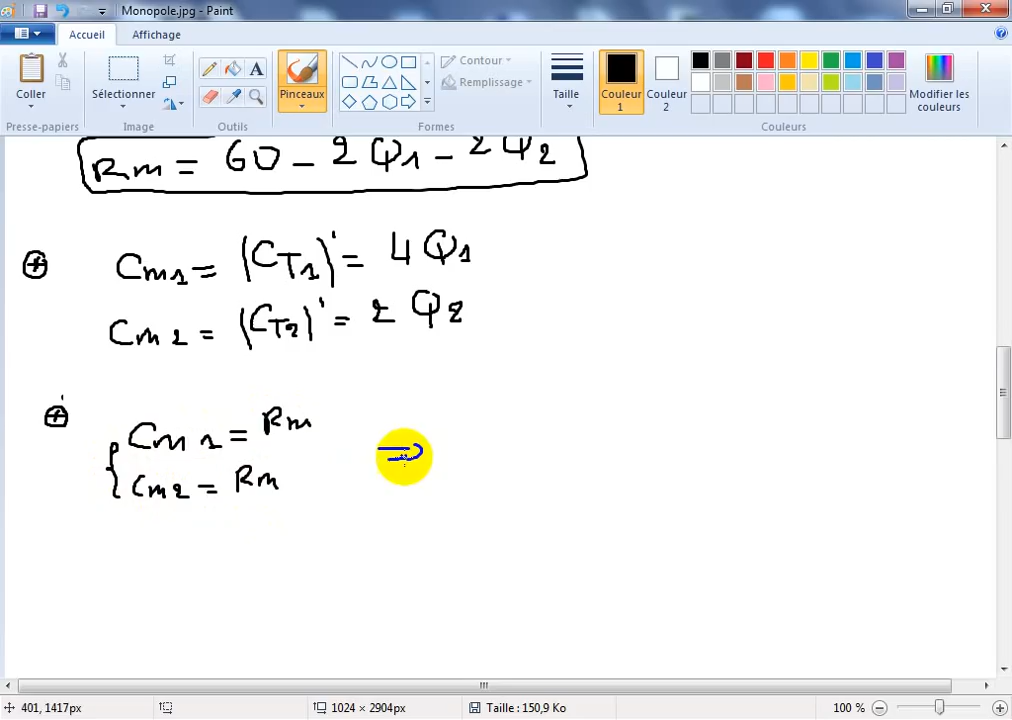 Monopole.jpg - Paint
Accueil Affichage
Coller Sélectionner Pinceaux Contour Remplissage Taille Couleur 1 Couleur 2 Modifier les couleurs
Presse-papiers Image Outils Formes Couleurs
Rm = 60 - 2Q1 - 2Q2
⊕ Cm1 = (CT1)' = 4Q1
Cm2 = (CT2)' = 2Q2
⊕
{ Cm1 = Rm ⇒
Cm2 = Rm
401, 1417px 1024 × 2904px Taille : 150,9 Ko 100 %